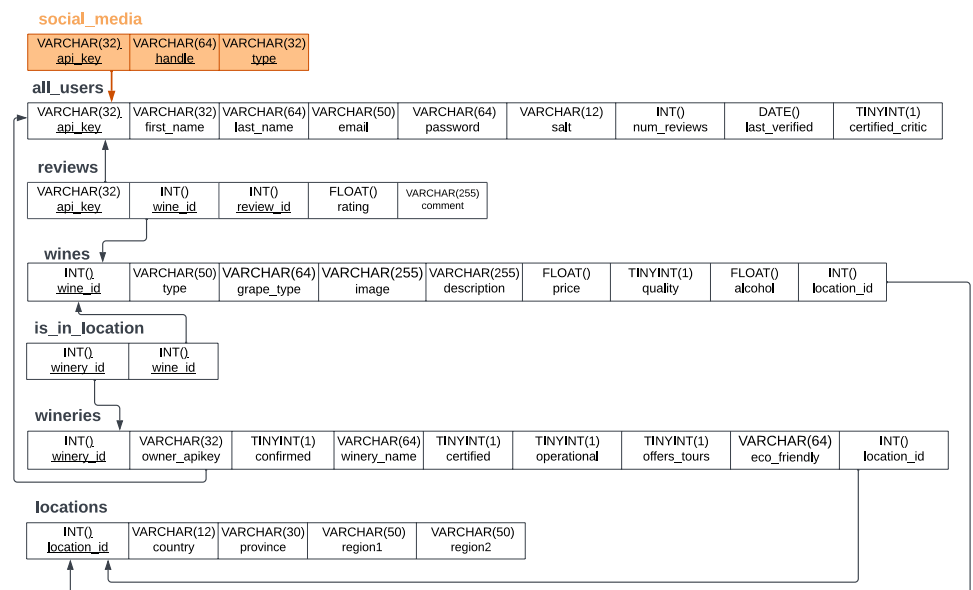 social_media
VARCHAR(32) VARCHAR(64) VARCHAR(32)
api_key handle type
all_users
VARCHAR(32) VARCHAR(32) VARCHAR(64) VARCHAR(50) VARCHAR(64) VARCHAR(12) INT() DATE() TINYINT(1)
api_key first_name last_name email password salt num_reviews last_verified certified_critic
reviews
VARCHAR(32) INT() INT() FLOAT() VARCHAR(255)
api_key wine_id review_id rating comment
wines
INT() VARCHAR(50) VARCHAR(64) VARCHAR(255) VARCHAR(255) FLOAT() TINYINT(1) FLOAT() INT()
wine_id type grape_type image description price quality alcohol location_id
is_in_location
INT() INT()
winery_id wine_id
wineries
INT() VARCHAR(32) TINYINT(1) VARCHAR(64) TINYINT(1) TINYINT(1) TINYINT(1) VARCHAR(64) INT()
winery_id owner_apikey confirmed winery_name certified operational offers_tours eco_friendly location_id
locations
INT() VARCHAR(12) VARCHAR(30) VARCHAR(50) VARCHAR(50)
location_id country province region1 region2